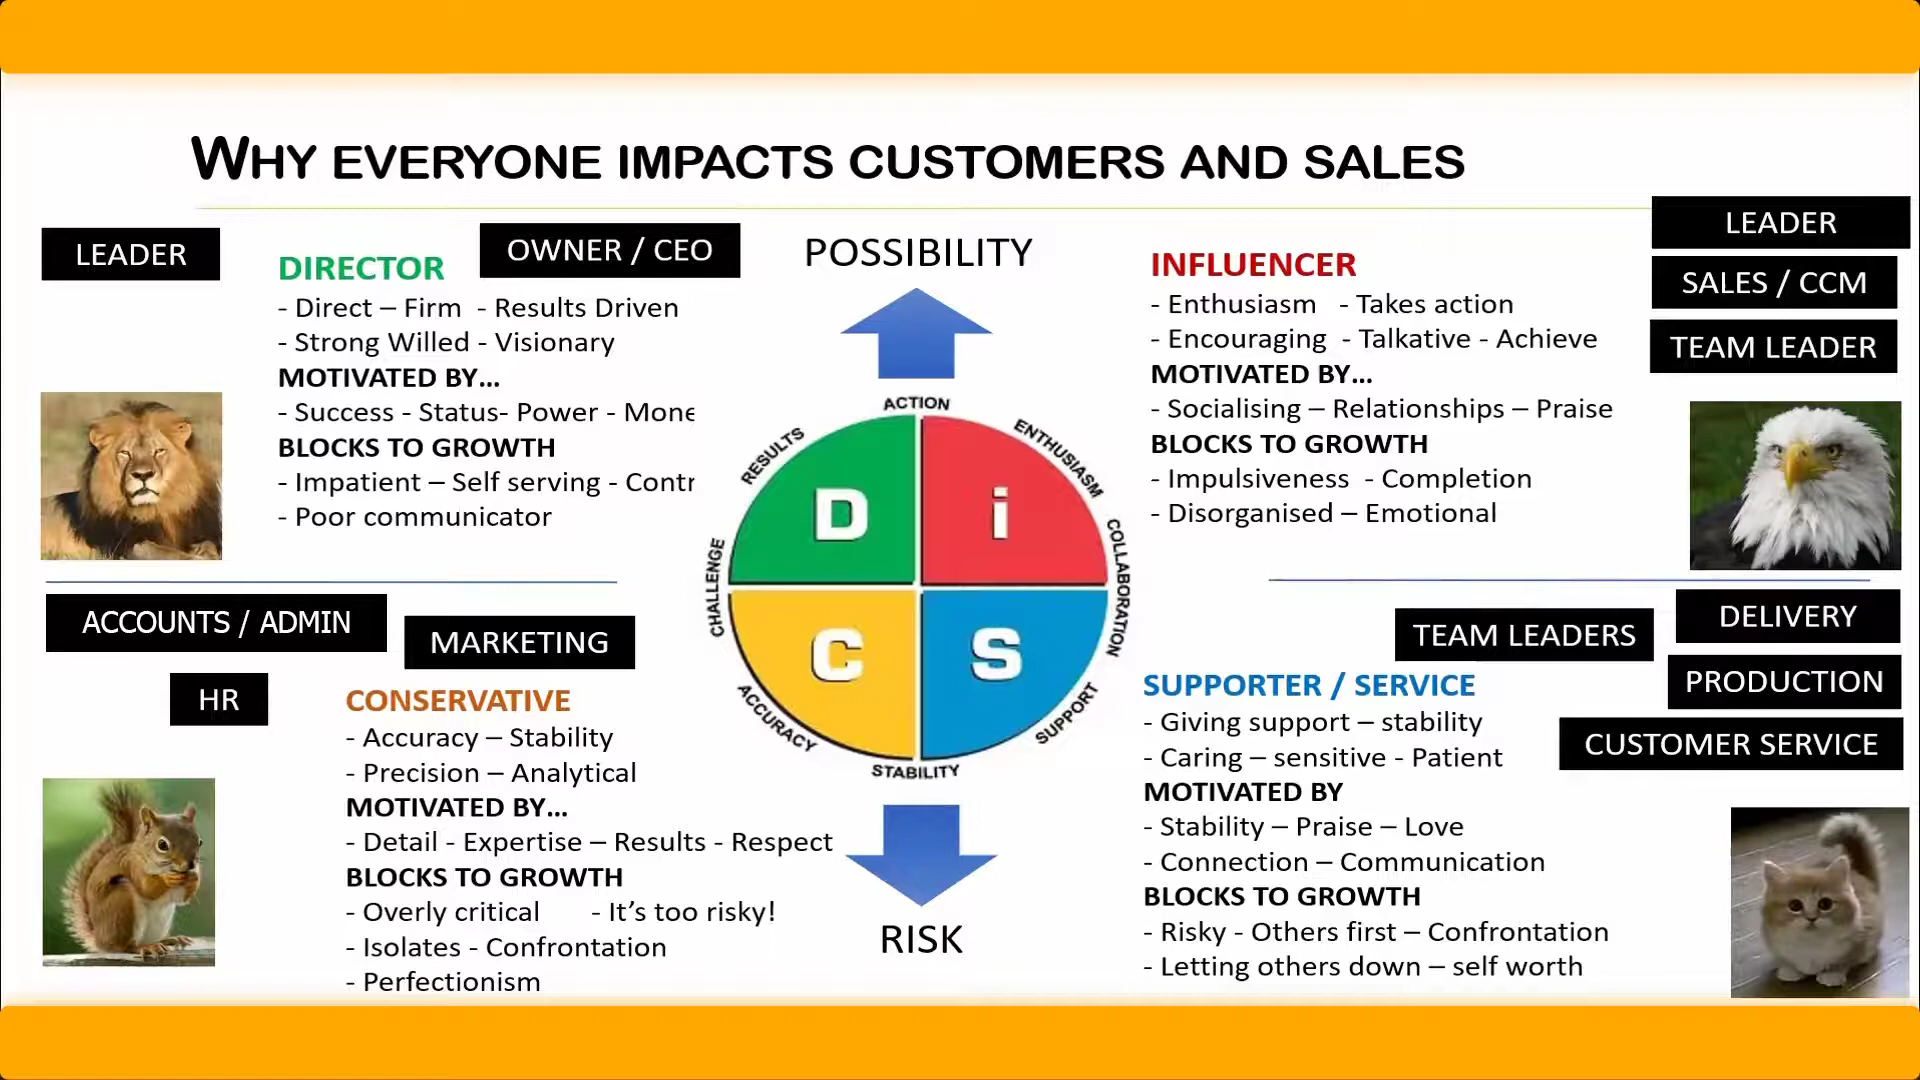 WHY EVERYONE IMPACTS CUSTOMERS AND SALES
LEADER
OWNER / CEO
DIRECTOR
- Direct – Firm - Results Driven
- Strong Willed - Visionary
MOTIVATED BY...
- Success - Status- Power - Mone
BLOCKS TO GROWTH
- Impatient – Self serving - Contr
- Poor communicator
POSSIBILITY
INFLUENCER
- Enthusiasm - Takes action
- Encouraging - Talkative - Achieve
MOTIVATED BY...
- Socialising – Relationships – Praise
BLOCKS TO GROWTH
- Impulsiveness - Completion
- Disorganised – Emotional
LEADER
SALES / CCM
TEAM LEADER
ACTION
RESULTS
ENTHUSIASM
D
i
CHALLENGE
COLLABORATION
C
S
ACCURACY
SUPPORT
STABILITY
RISK
ACCOUNTS / ADMIN
MARKETING
HR
CONSERVATIVE
- Accuracy – Stability
- Precision – Analytical
MOTIVATED BY...
- Detail - Expertise – Results - Respect
BLOCKS TO GROWTH
- Overly critical - It's too risky!
- Isolates - Confrontation
- Perfectionism
TEAM LEADERS
DELIVERY
PRODUCTION
CUSTOMER SERVICE
SUPPORTER / SERVICE
- Giving support – stability
- Caring – sensitive - Patient
MOTIVATED BY
- Stability – Praise – Love
- Connection – Communication
BLOCKS TO GROWTH
- Risky - Others first – Confrontation
- Letting others down – self worth